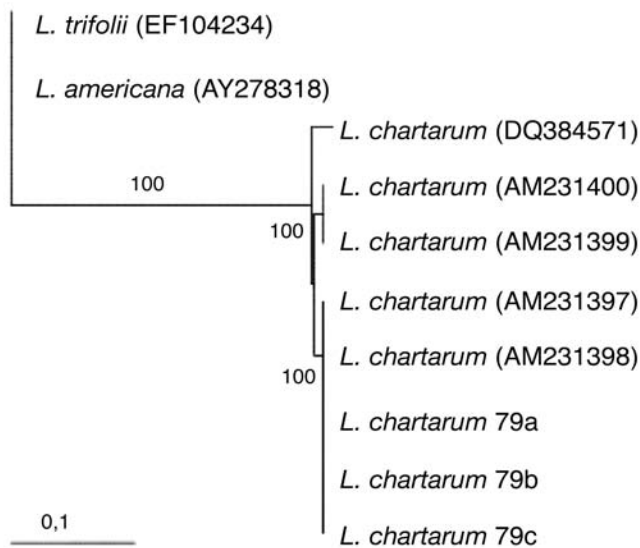 L. trifolii (EF104234)
L. americana (AY278318)
L. chartarum (DQ384571)
100
L. chartarum (AM231400)
100
L. chartarum (AM231399)
L. chartarum (AM231397)
L. chartarum (AM231398)
100
L. chartarum 79a
L. chartarum 79b
0,1
L. chartarum 79c